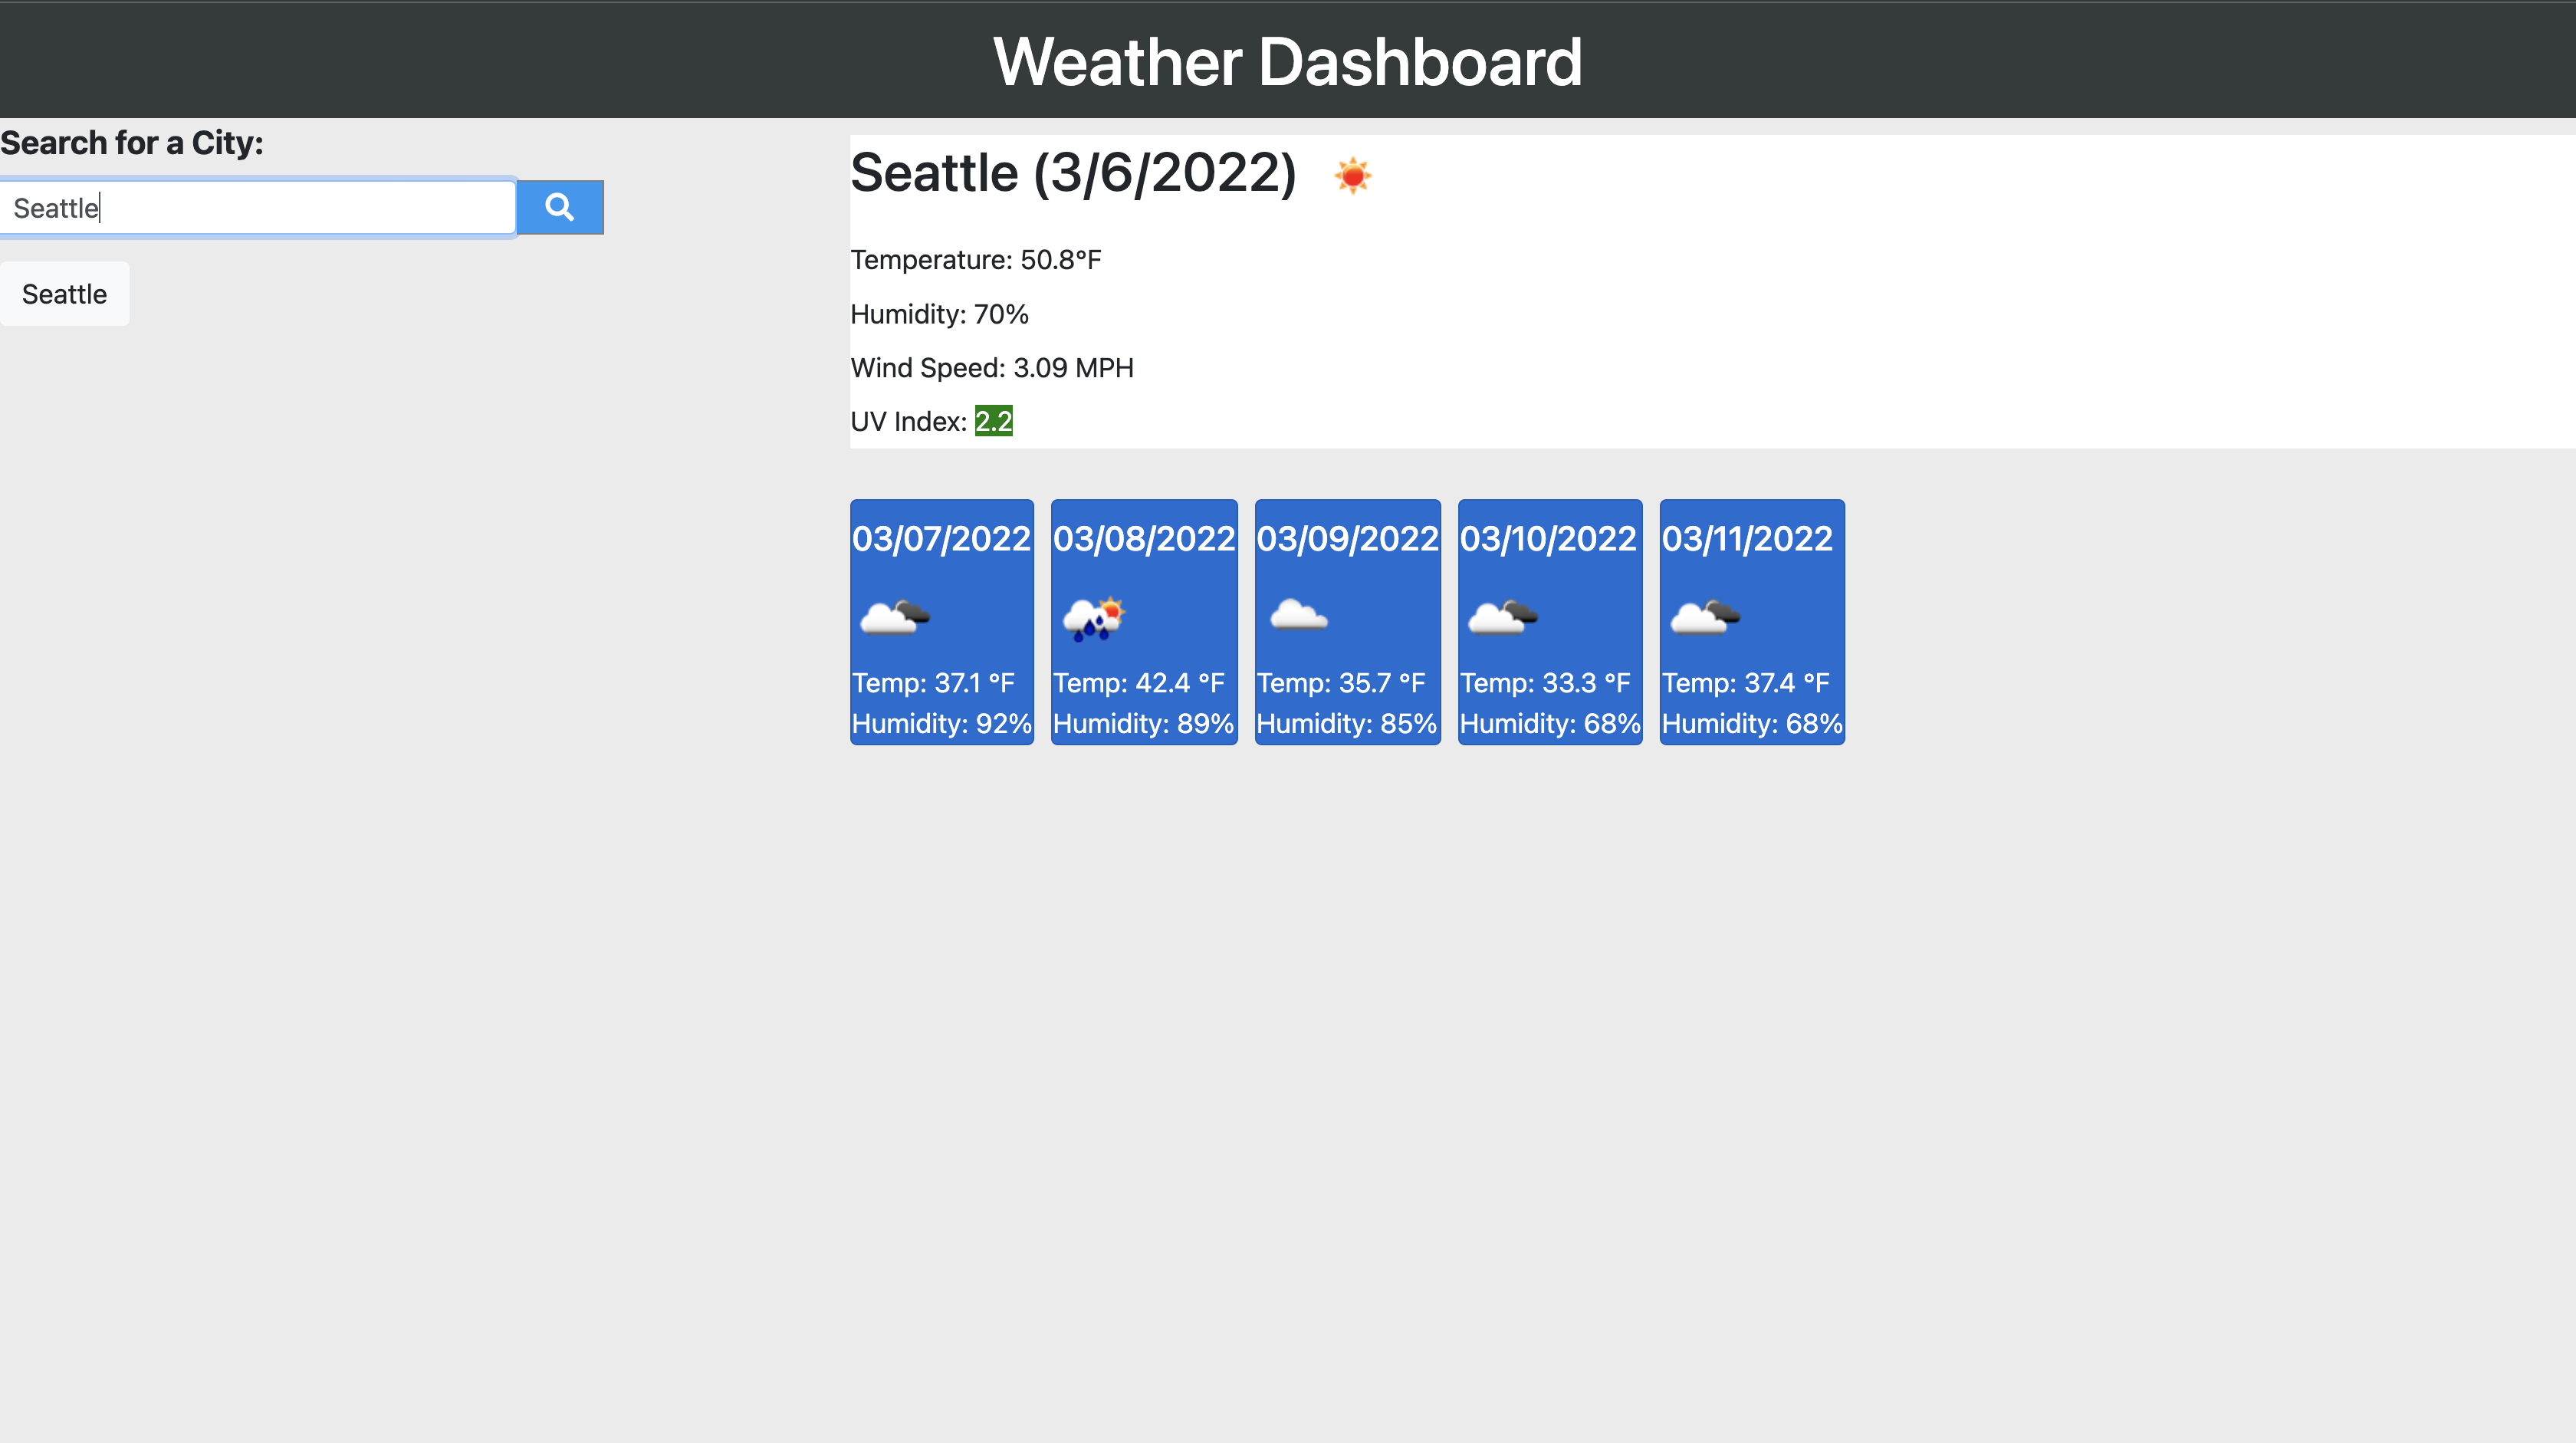 Weather Dashboard
Search for a City:
Seattle
Seattle
Seattle (3/6/2022)
Temperature: 50.8°F
Humidity: 70%
Wind Speed: 3.09 MPH
UV Index: 2.2
03/07/2022
Temp: 37.1 °F
Humidity: 92%
03/08/2022
Temp: 42.4 °F
Humidity: 89%
03/09/2022
Temp: 35.7 °F
Humidity: 85%
03/10/2022
Temp: 33.3 °F
Humidity: 68%
03/11/2022
Temp: 37.4 °F
Humidity: 68%